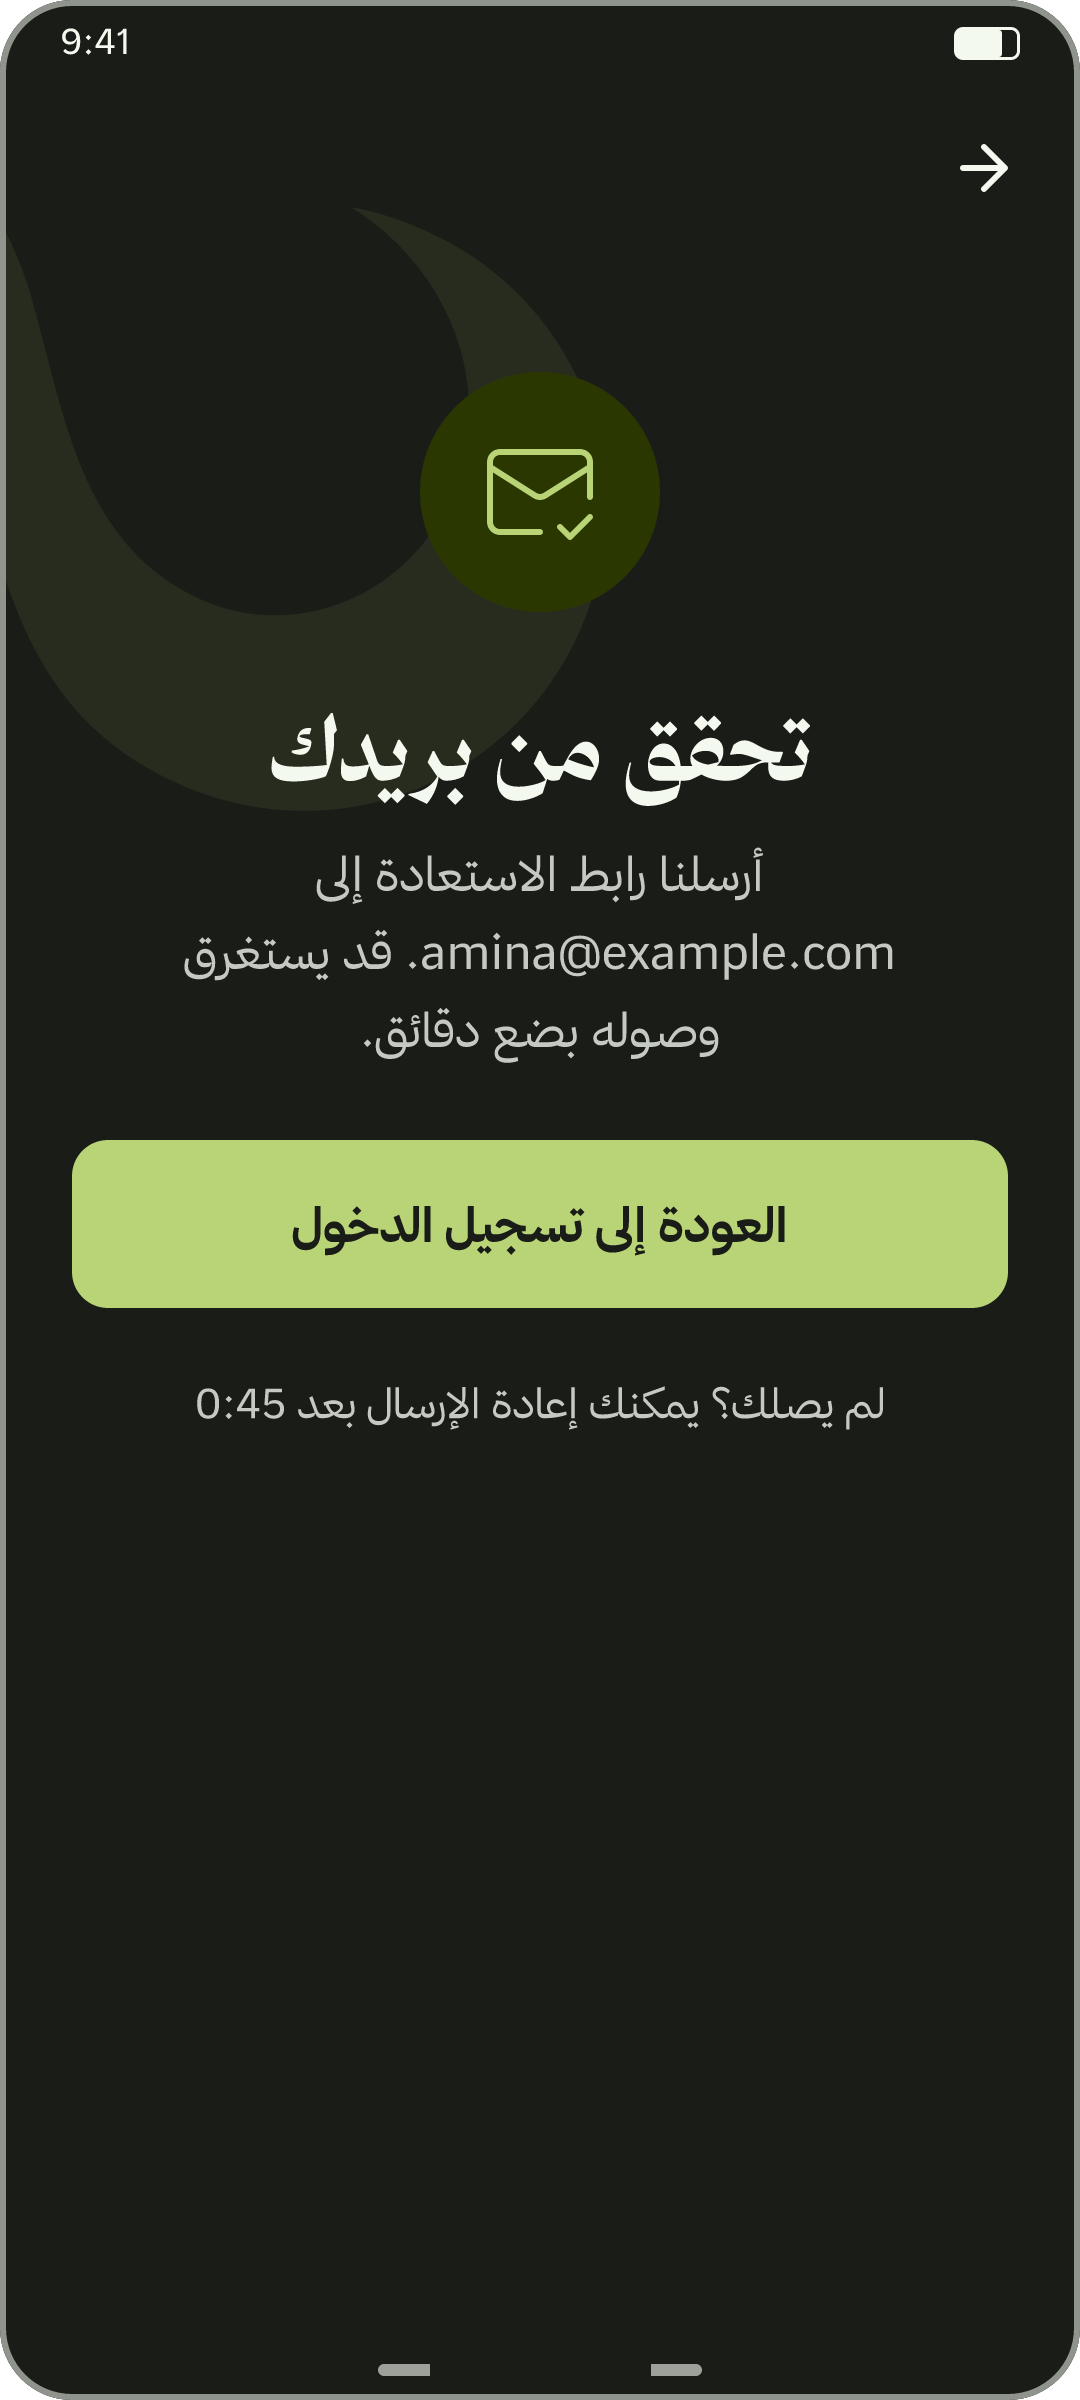 9:41
تحقق من بريدك
أرسلنا رابط الاستعادة إلى
amina@example.com. قد يستغرق
وصوله بضع دقائق.
العودة إلى تسجيل الدخول
لم يصلك؟ يمكنك إعادة الإرسال بعد 0:45